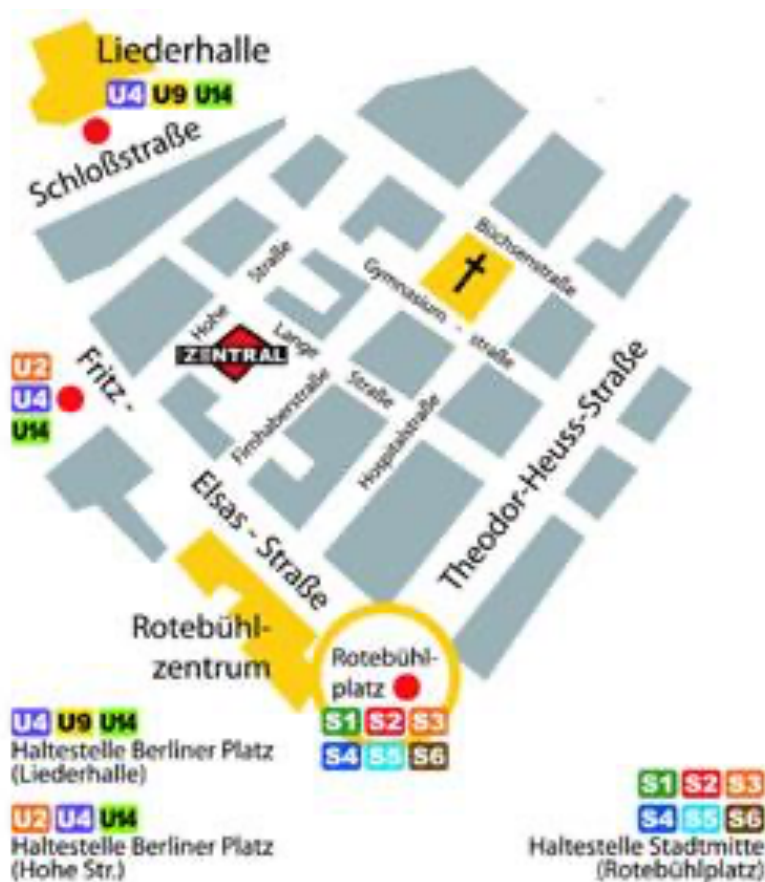 Liederhalle
U4 U9 U14
Schloßstraße
Büchsenstraße
Gymnasium - straße
Hohe Straße
ZENTRAL
Lange Straße
U2
U4
U14
Fritz -
Elsas - Straße
Firnhaberstraße
Hospitalstraße
Theodor-Heuss-Straße
Rotebühl-
zentrum
Rotebühl-
platz
S1 S2 S3
S4 S5 S6
U4 U9 U14
Haltestelle Berliner Platz
(Liederhalle)
U2 U4 U14
Haltestelle Berliner Platz
(Hohe Str.)
S1 S2 S3
S4 S5 S6
Haltestelle Stadtmitte
(Rotebühlplatz)